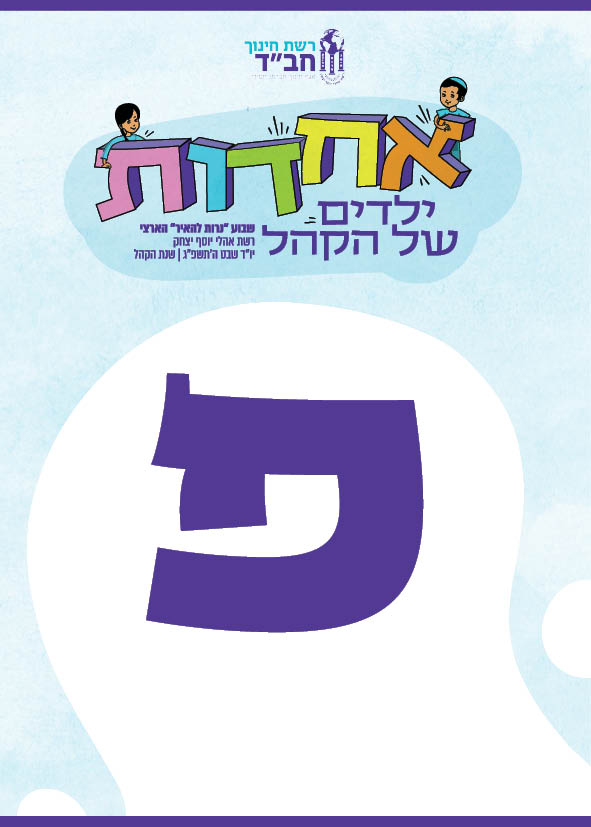 רשת חינוך
חב״ד
אחדות
ילדים
של הקהל
שבוע "נרות להאיר" הארצי
רשת אהלי יוסף יצחק
יו"ד שבט ה'תשפ"ג | שנת הקהל
פ